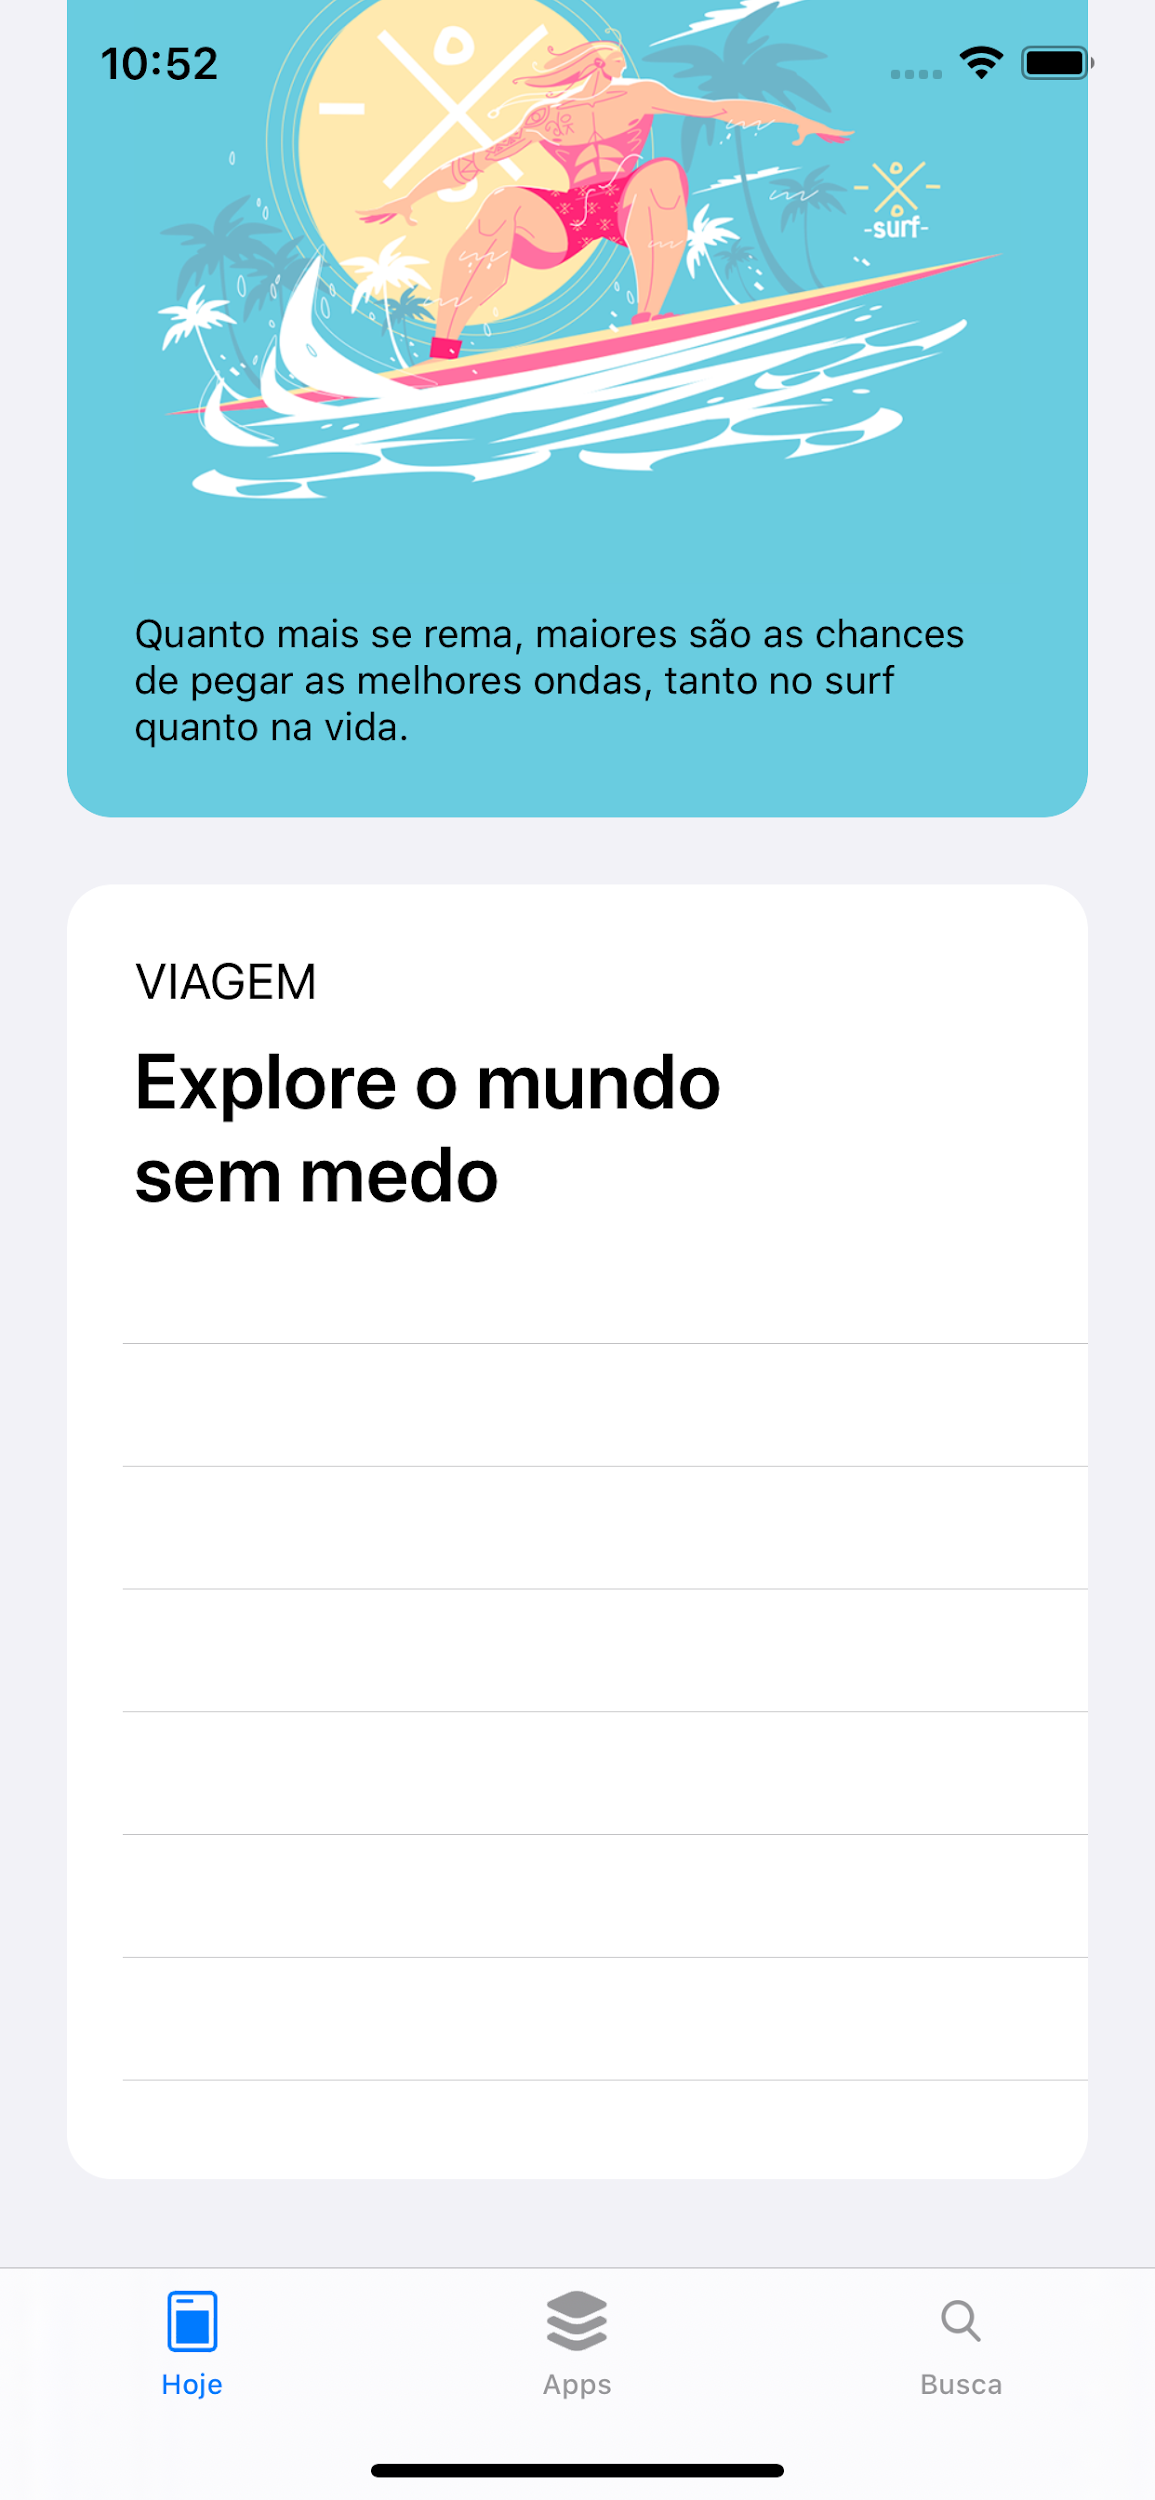 10:52
-surf-
Quanto mais se rema, maiores são as chances
de pegar as melhores ondas, tanto no surf
quanto na vida.
VIAGEM
Explore o mundo
sem medo
Hoje
Apps
Busca